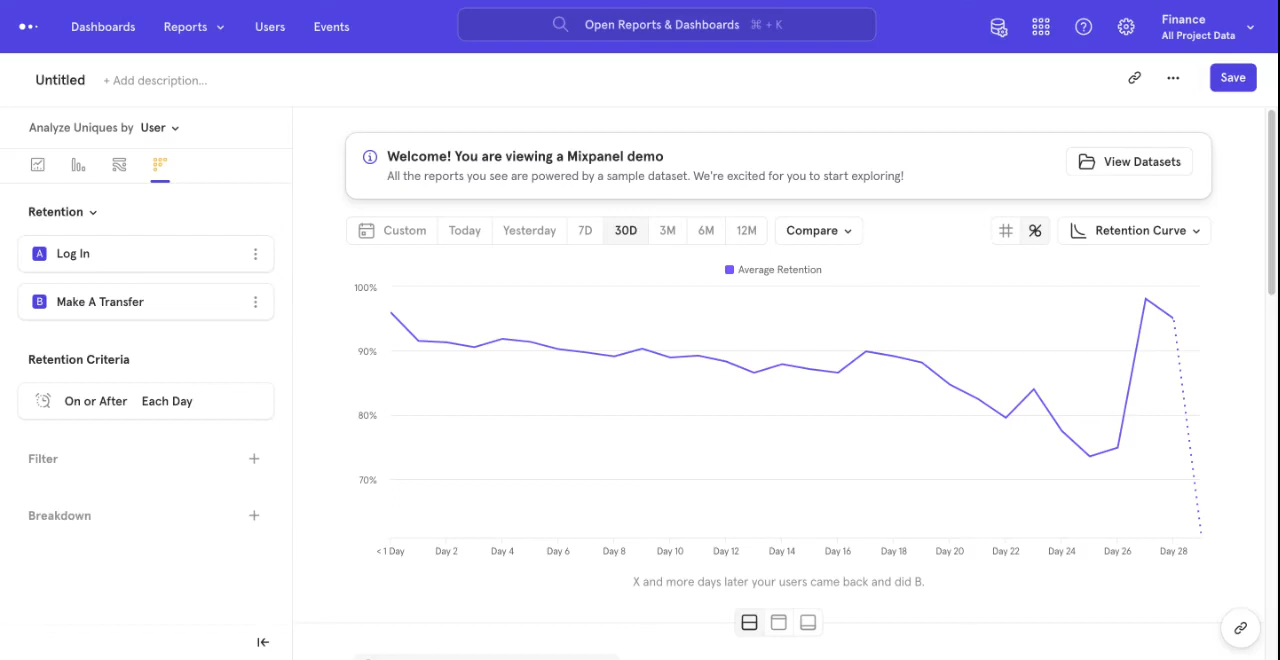 Dashboards Reports Users Events Open Reports & Dashboards ⌘ + K Finance
All Project Data
Untitled + Add description... Save
Analyze Uniques by User
Welcome! You are viewing a Mixpanel demo
All the reports you see are powered by a sample dataset. We're excited for you to start exploring!
View Datasets
Retention
A Log In
B Make A Transfer
Retention Criteria
On or After Each Day
Filter
Breakdown
Custom Today Yesterday 7D 30D 3M 6M 12M Compare % Retention Curve
Average Retention
100%
90%
80%
70%
< 1 Day Day 2 Day 4 Day 6 Day 8 Day 10 Day 12 Day 14 Day 16 Day 18 Day 20 Day 22 Day 24 Day 26 Day 28
X and more days later your users came back and did B.